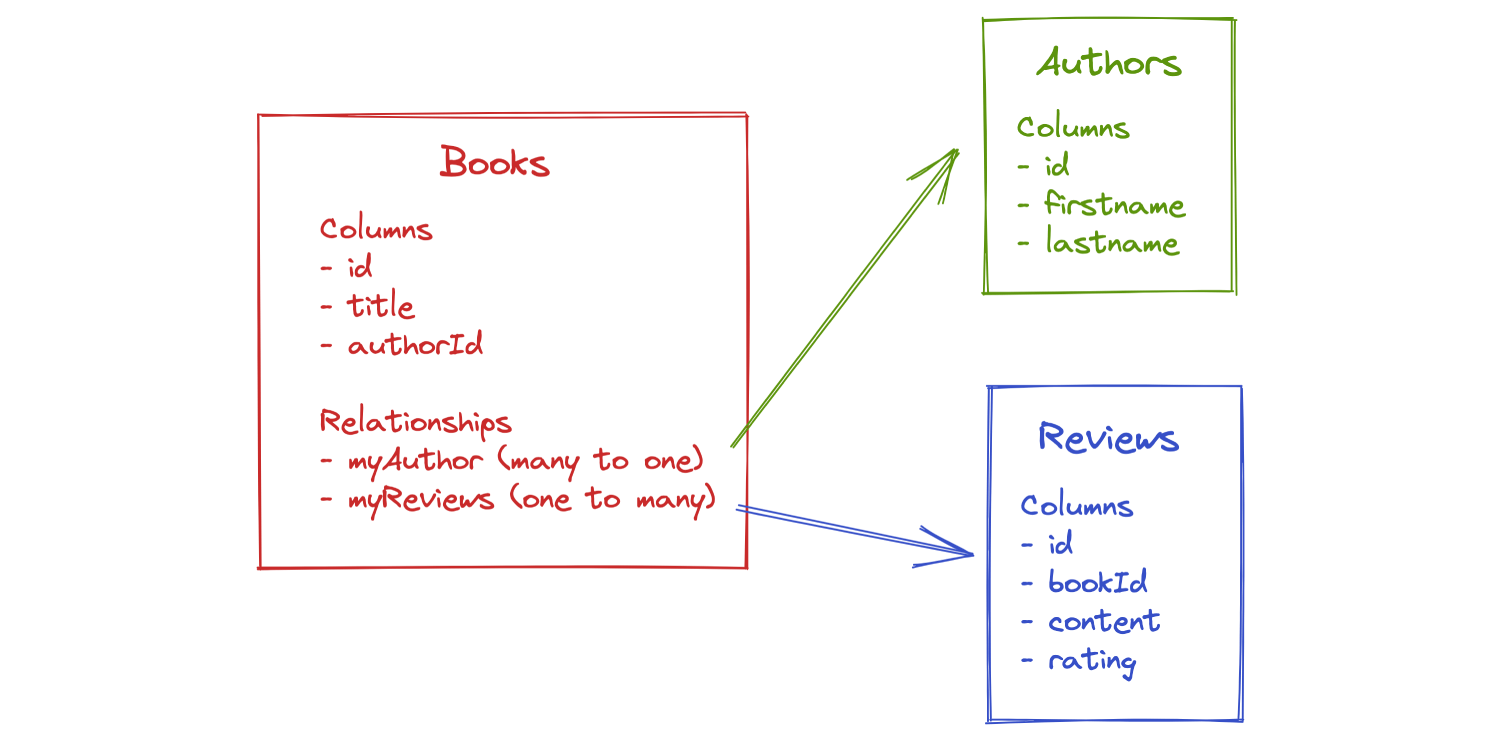 Books
Columns
- id
- title
- authorId
Relationships
- myAuthor (many to one)
- myReviews (one to many)
Authors
Columns
- id
- firstname
- lastname
Reviews
Columns
- id
- bookId
- content
- rating